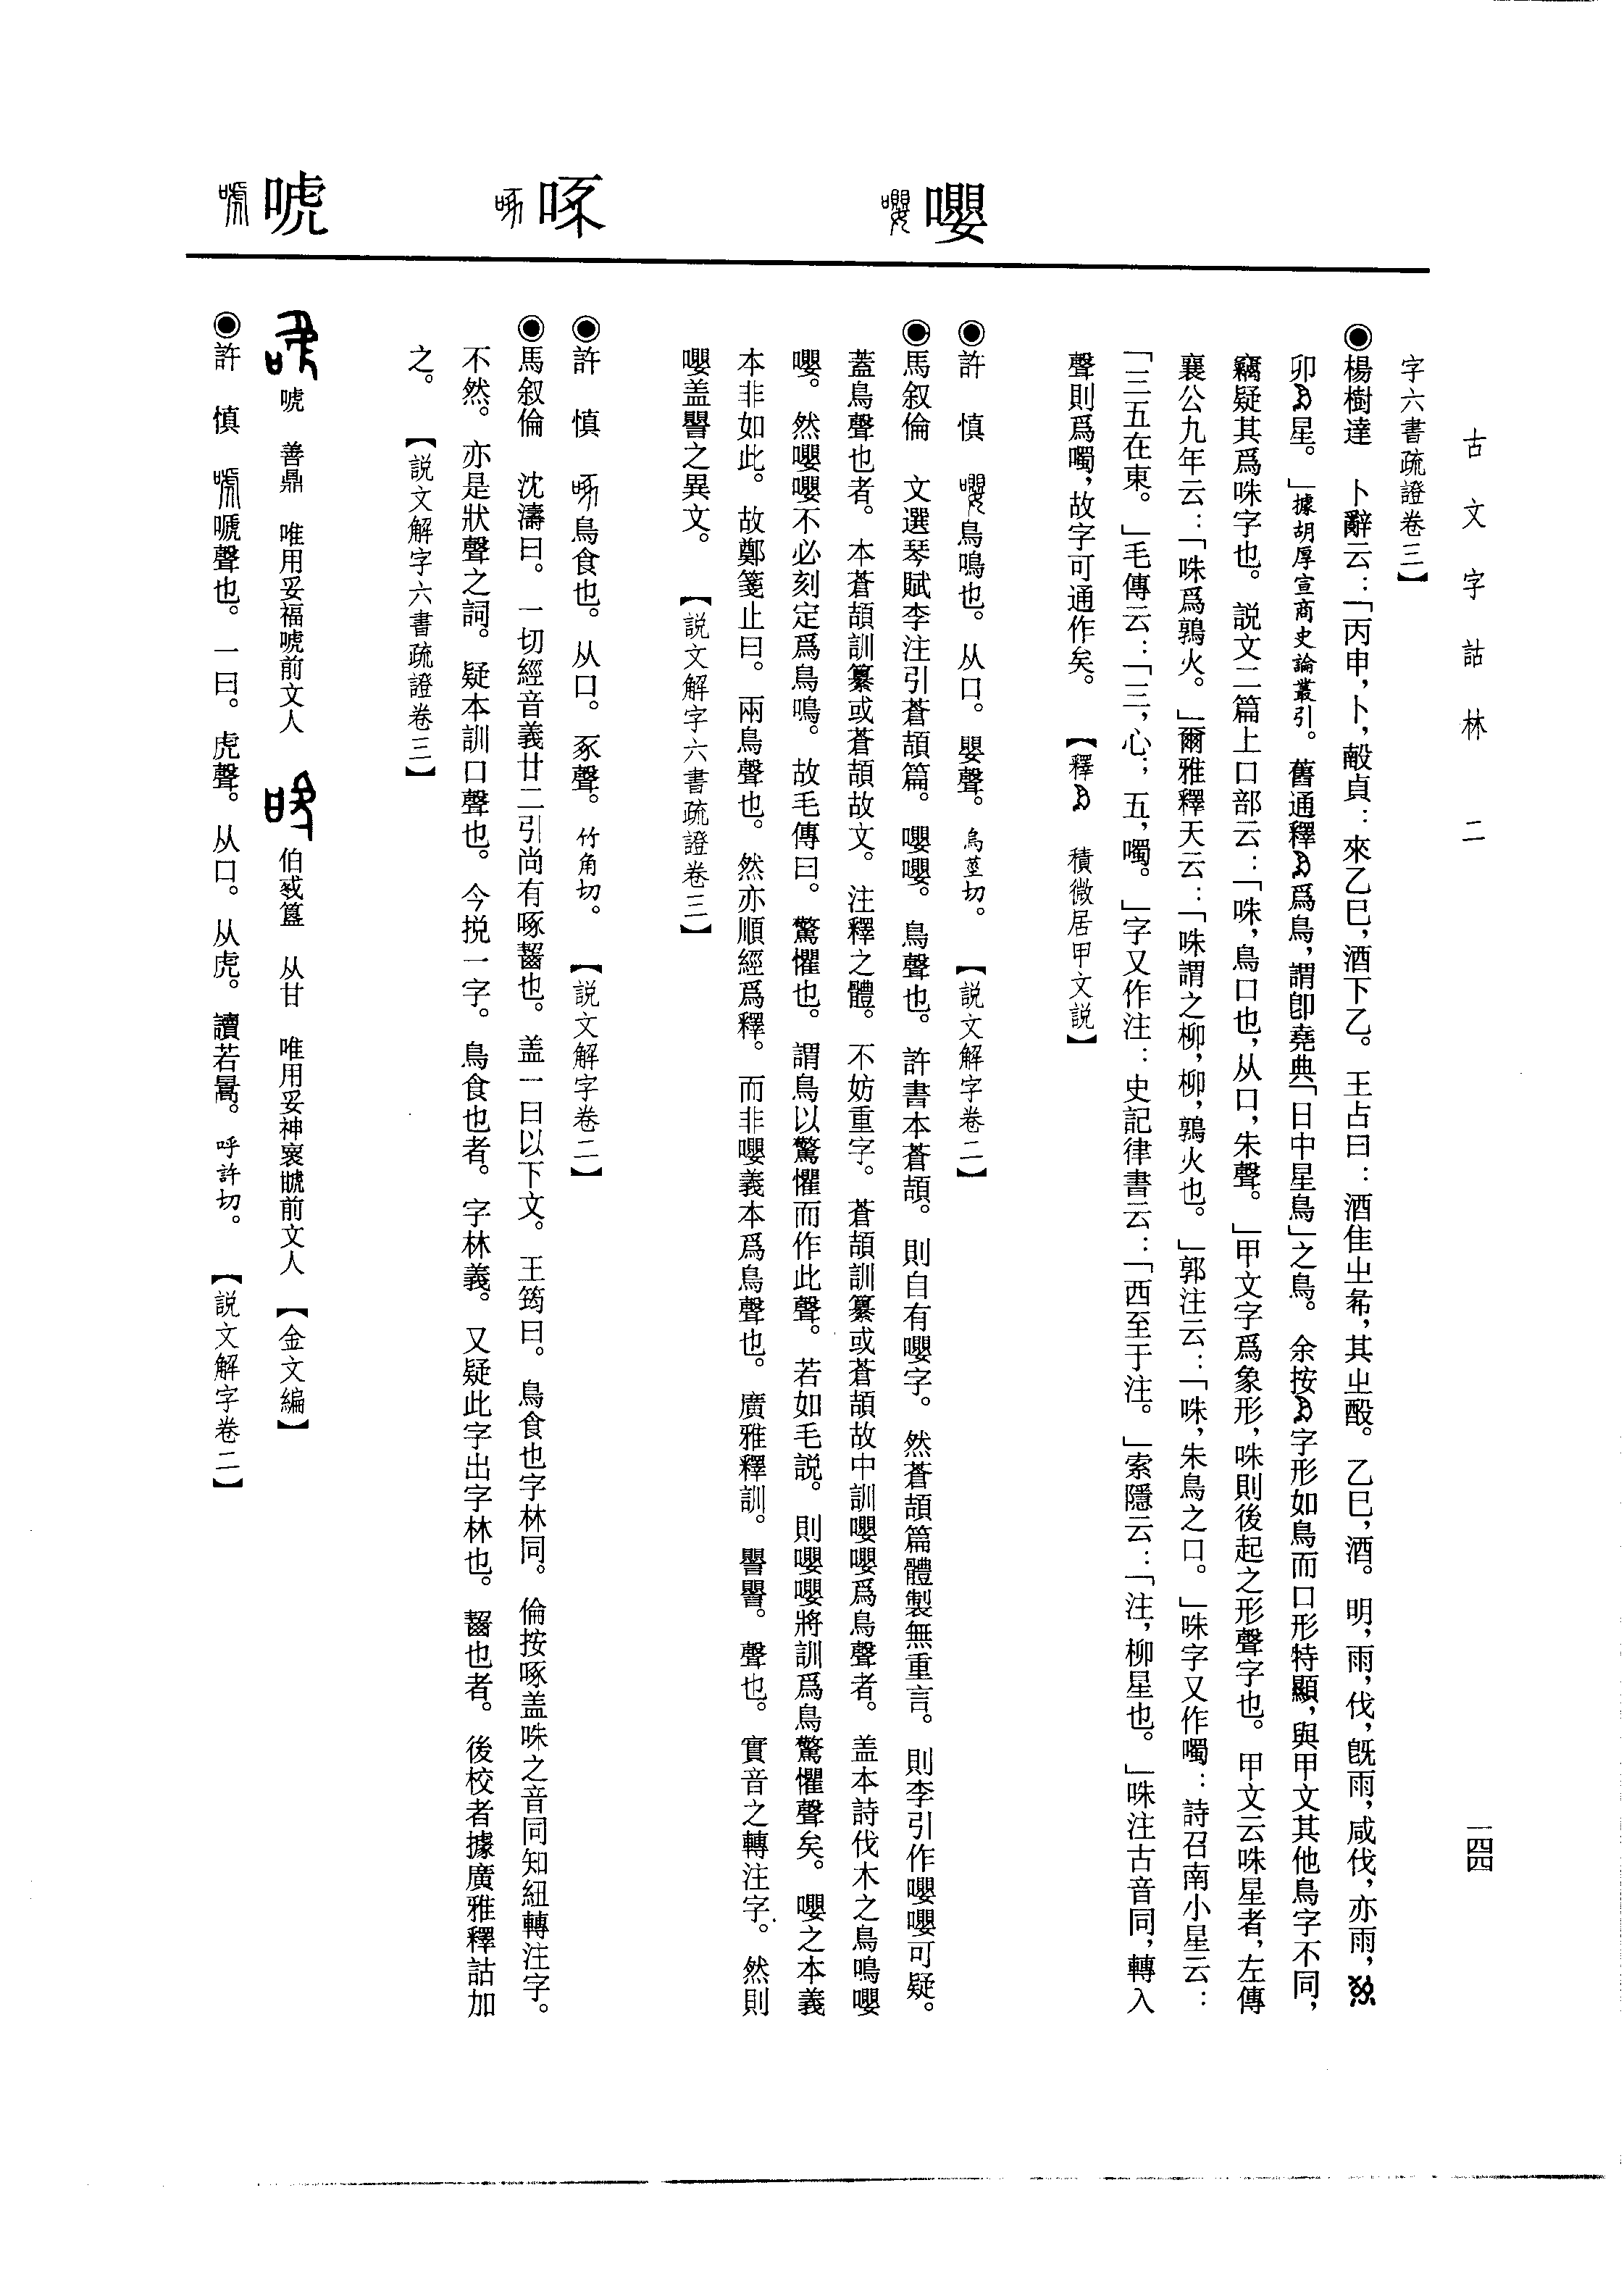 古文字詁林 二
一四四
字六書疏證卷三】
◉楊樹達 卜辭云：「丙申，卜，㱿貞：來乙巳，酒下乙。王占曰：酒隹㞢希，其㞢酘。乙巳，酒。明，雨，伐，旣雨，咸伐，亦雨，
卯星。」據胡厚宣商史論叢引。舊通釋爲鳥，謂卽堯典「日中星鳥」之鳥。余按字形如鳥而口形特顯，與甲文其他鳥字不同，
竊疑其爲咮字也。説文二篇上口部云：「咮，鳥口也，从口，朱聲。」甲文字爲象形，咮則後起之形聲字也。甲文云咮星者，左傳
襄公九年云：「咮爲鶉火。」爾雅釋天云：「咮謂之柳，柳，鶉火也。」郭注云：「咮，朱鳥之口。」咮字又作噣：詩召南小星云：
「三五在東。」毛傳云：「三，心；五，噣。」字又作注：史記律書云：「西至于注。」索隱云：「注，柳星也。」咮注古音同，轉入
聲則爲噣，故字可通作矣。 【釋 積微居甲文説】
嚶
◉許 慎 鳥鳴也。从口。嬰聲。烏莖切。 【説文解字卷二】
◉馬叙倫 文選琴賦李注引蒼頡篇。嚶嚶。鳥聲也。許書本蒼頡。則自有嚶字。然蒼頡篇體製無重言。則李引作嚶嚶可疑。
蓋鳥聲也者。本蒼頡訓纂或蒼頡故文。注釋之體。不妨重字。蒼頡訓纂或蒼頡故中訓嚶嚶爲鳥聲者。盖本詩伐木之鳥鳴嚶
嚶。然嚶嚶不必刻定爲鳥鳴。故毛傳曰。驚懼也。謂鳥以驚懼而作此聲。若如毛説。則嚶嚶將訓爲鳥驚懼聲矣。嚶之本義
本非如此。故鄭箋止曰。兩鳥聲也。然亦順經爲釋。而非嚶義本爲鳥聲也。廣雅釋訓。譻譻。聲也。實音之轉注字。然則
嚶盖譻之異文。 【説文解字六書疏證卷三】
啄
◉許 慎 鳥食也。从口。豖聲。竹角切。 【説文解字卷二】
◉馬叙倫 沈濤曰。一切經音義廿二引尚有啄齧也。盖一曰以下文。王筠曰。鳥食也字林同。倫按啄盖咮之音同知紐轉注字。
不然。亦是狀聲之詞。疑本訓口聲也。今捝一字。鳥食也者。字林義。又疑此字出字林也。齧也者。後校者據廣雅釋詁加
之。 【説文解字六書疏證卷三】
唬
唬 善鼎 唯用妥福唬前文人 伯㦰簋 从甘 唯用妥神褱虩前文人 【金文編】
◉許 慎 嗁聲也。一曰。虎聲。从口。从虎。讀若暠。呼訏切。 【説文解字卷二】